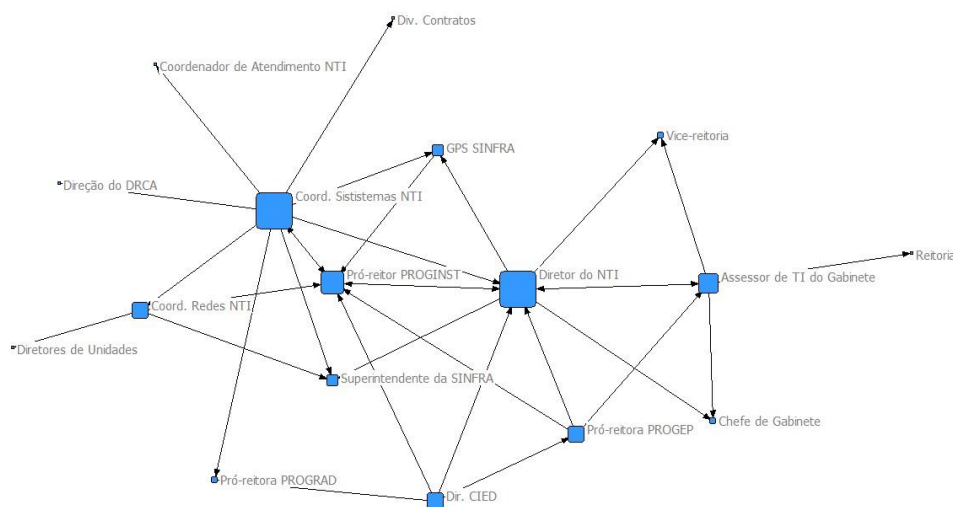 Div. Contratos
Coordenador de Atendimento NTI
Vice-reitoria
GPS SINFRA
Direção do DRCA
Coord. Sististemas NTI
Reitoria
Pró-reitor PROGINST
Diretor do NTI
Assessor de TI do Gabinete
Coord. Redes NTI
Diretores de Unidades
Superintendente da SINFRA
Chefe de Gabinete
Pró-reitora PROGEP
Pró-reitora PROGRAD
Dir. CIED